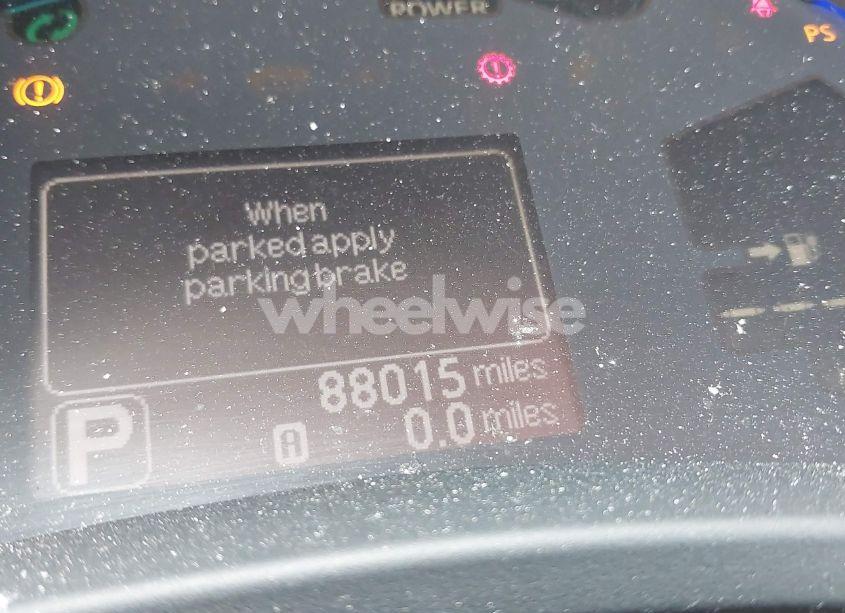 POWER
PS
When
parked apply
parking brake
wheelwise
88015 miles
P
A
0.0 miles